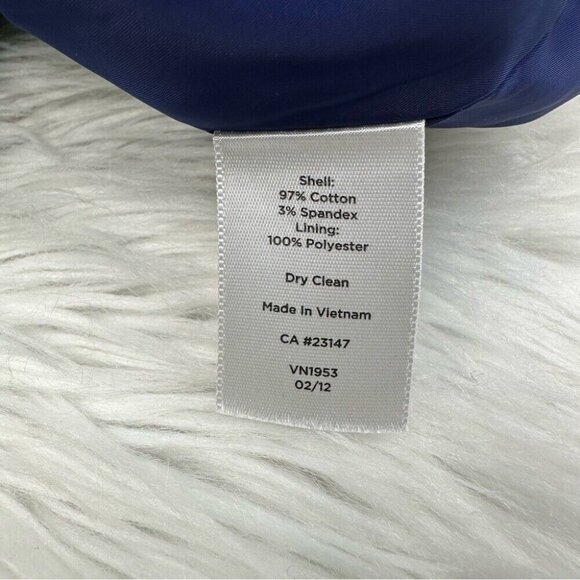 Shell:
97% Cotton
3% Spandex
Lining:
100% Polyester
Dry Clean
Made In Vietnam
CA #23147
VN1953
02/12